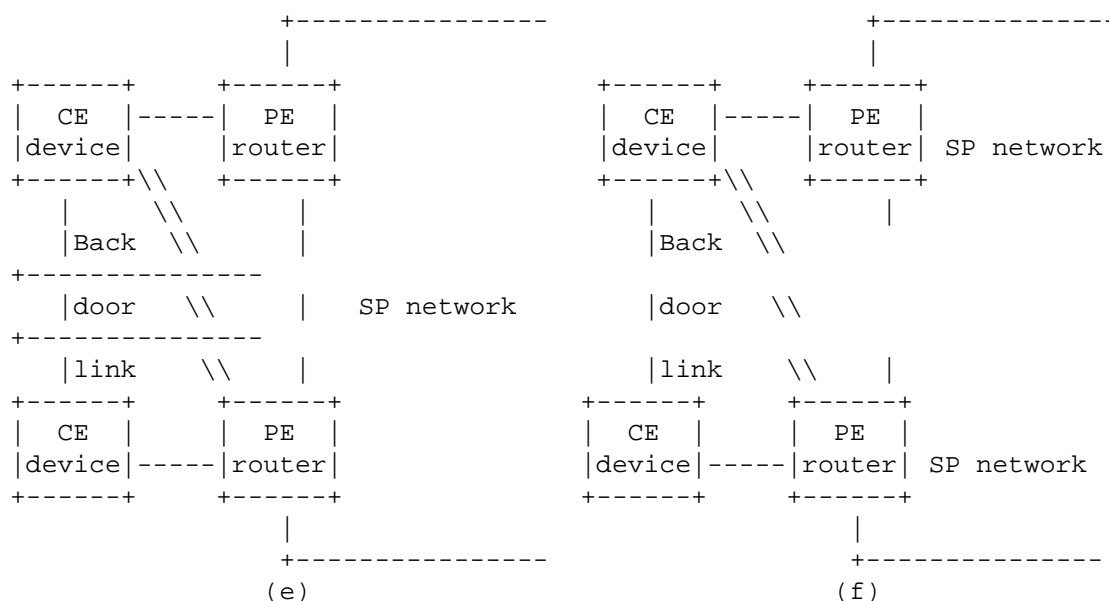 CE PE CE PE
device router device router SP network
Back Back
door SP network door
link link
CE PE CE PE
device router device router SP network
(e) (f)